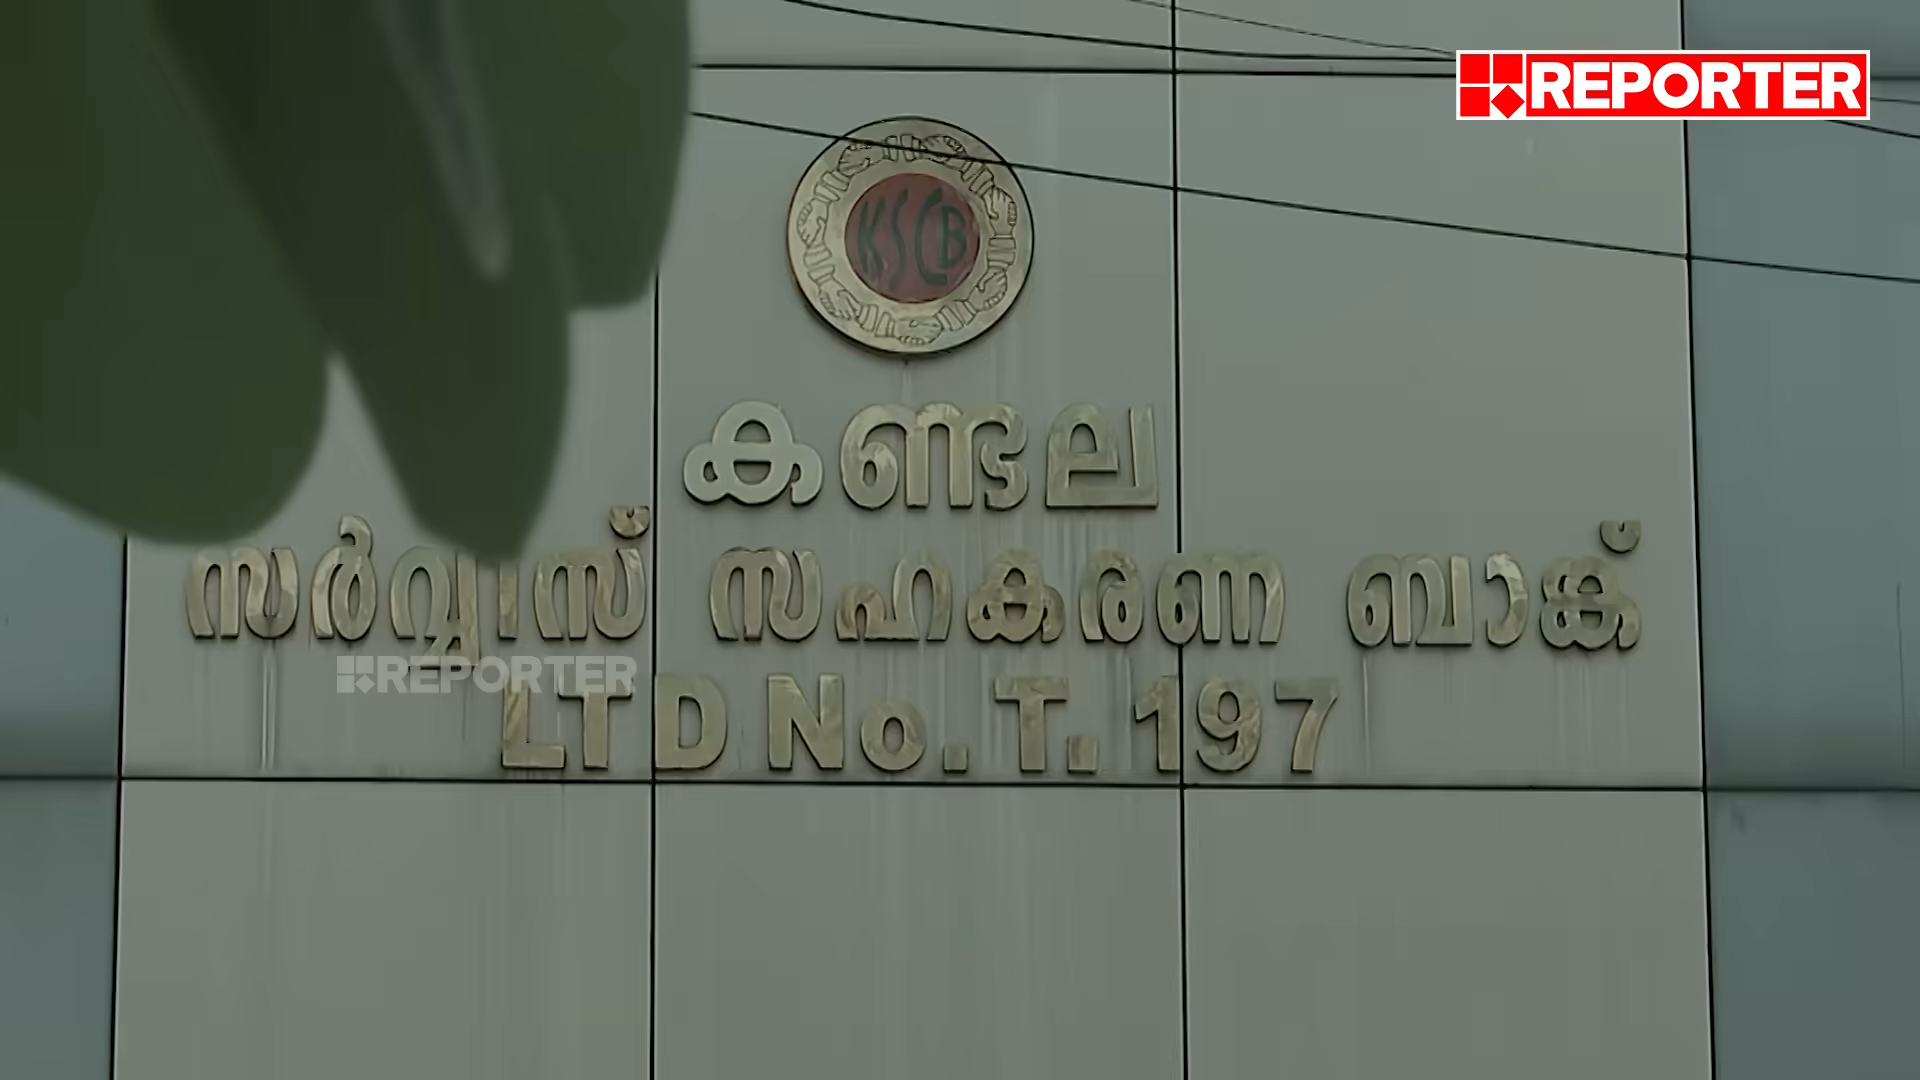 REPORTER
KSCB
കണ്ടല
സർവ്വീസ് സഹകരണ ബാങ്ക്
REPORTER
LTD No. T. 197